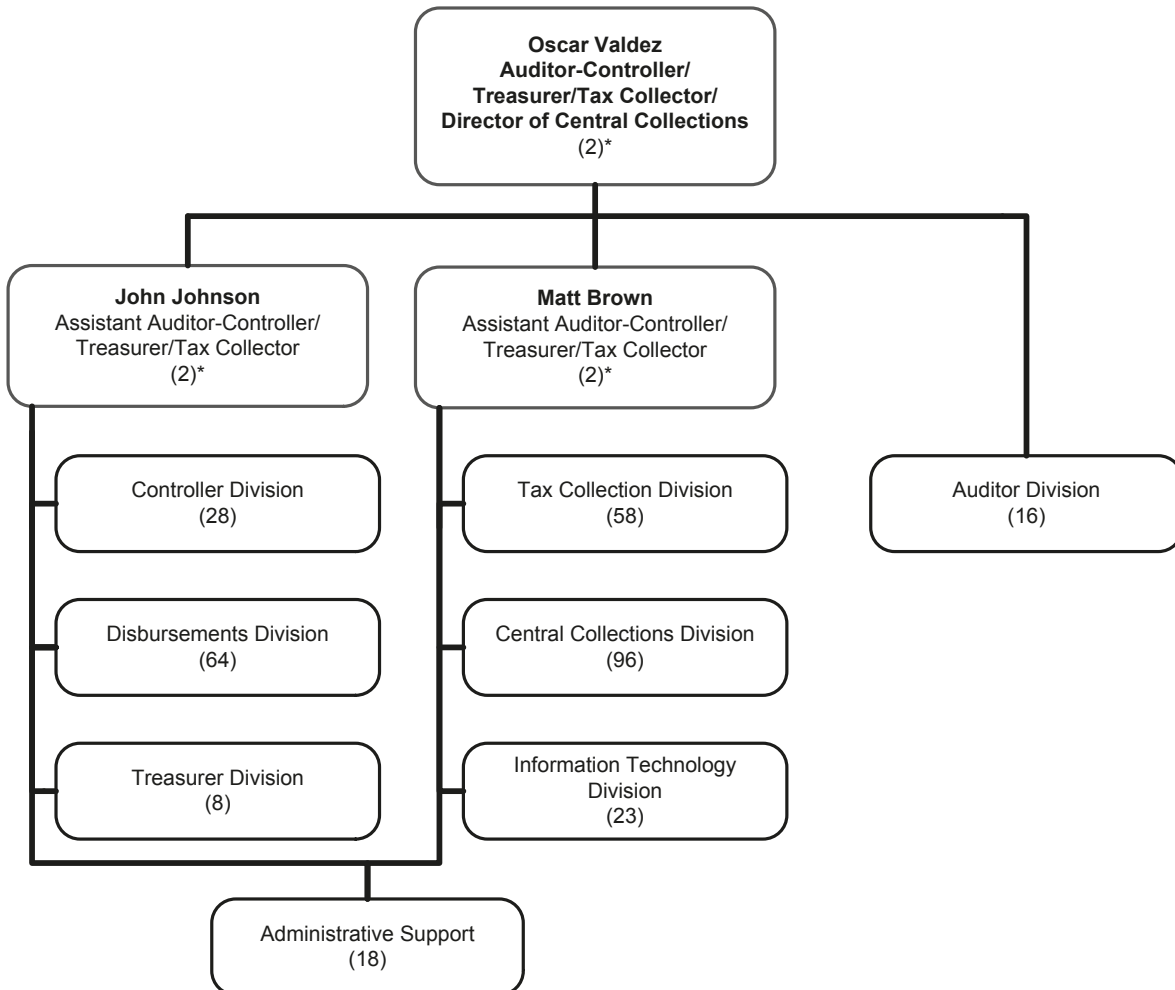 Oscar Valdez
Auditor-Controller/
Treasurer/Tax Collector/
Director of Central Collections
(2)*
John Johnson
Assistant Auditor-Controller/
Treasurer/Tax Collector
(2)*
Matt Brown
Assistant Auditor-Controller/
Treasurer/Tax Collector
(2)*
Controller Division
(28)
Tax Collection Division
(58)
Auditor Division
(16)
Disbursements Division
(64)
Central Collections Division
(96)
Treasurer Division
(8)
Information Technology
Division
(23)
Administrative Support
(18)